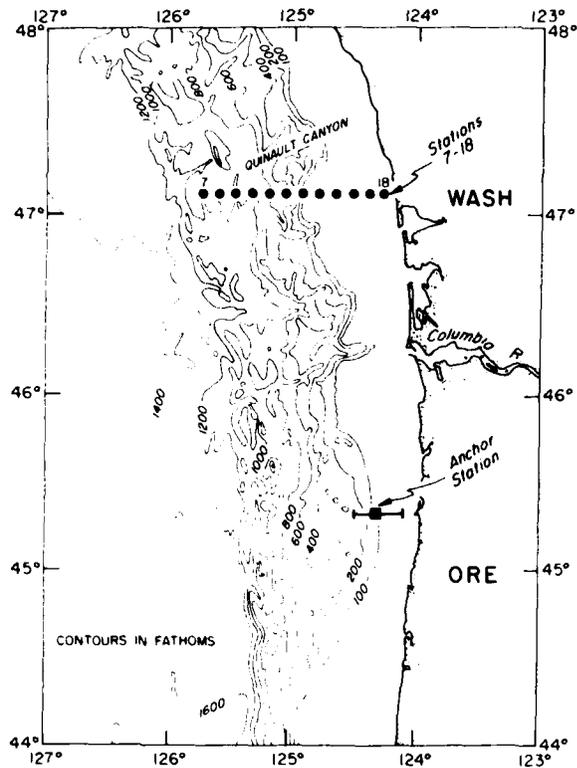 127° 126° 125° 124° 123°
48° 48°
100
200
400
600
800
1000
1200
QUINAULT CANYON
Stations
7-18
7 18
WASH
47° 47°
Columbia R
46° 46°
1400
1200
1000
Anchor
Station
800
600
400
200
100
45° 45°
ORE
CONTOURS IN FATHOMS
1600
44° 44°
127° 126° 125° 124° 123°